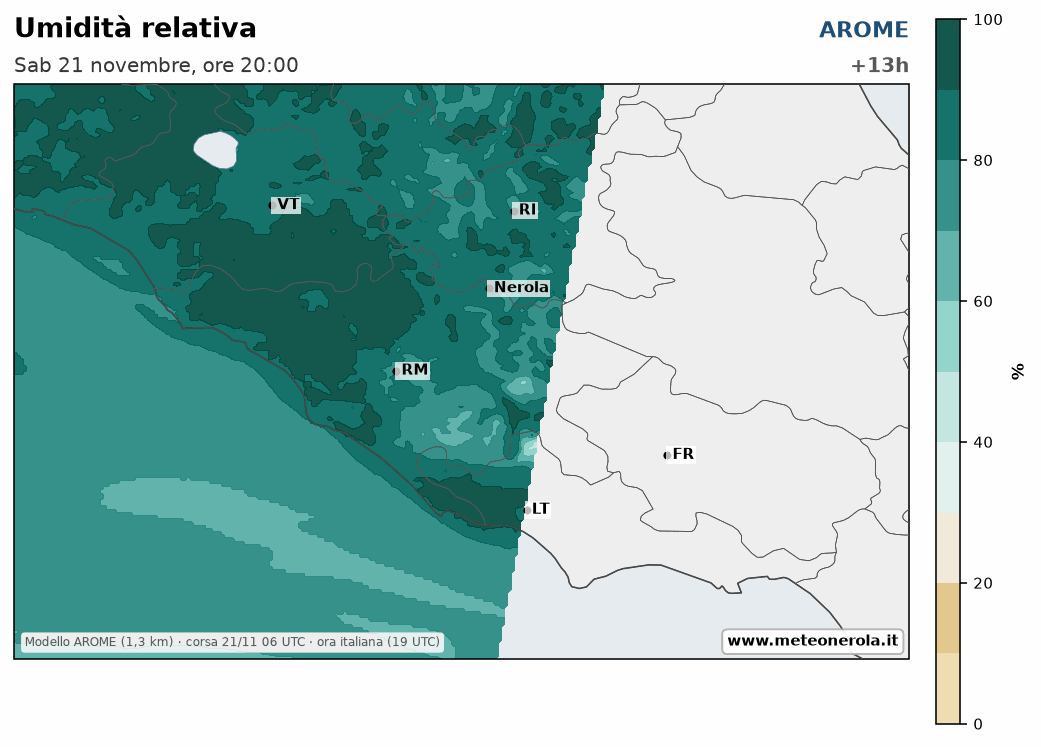 Umidità relativa
AROME
Sab 21 novembre, ore 20:00
+13h
100
80
60
40
20
0
%
VT
RI
Nerola
RM
FR
LT
Modello AROME (1,3 km) · corsa 21/11 06 UTC · ora italiana (19 UTC)
www.meteonerola.it